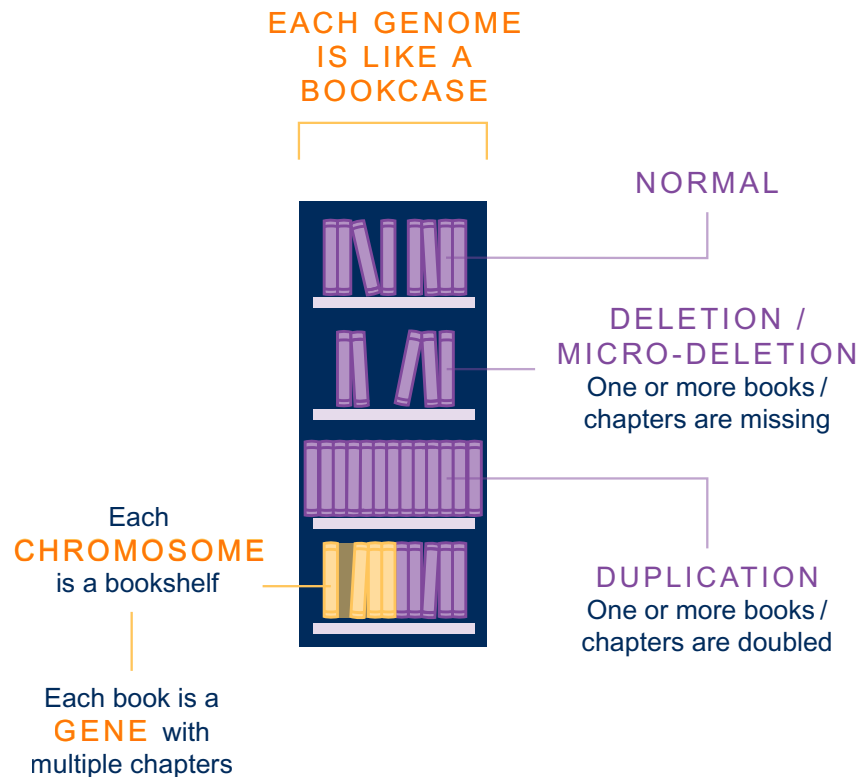 EACH GENOME
IS LIKE A
BOOKCASE
NORMAL
DELETION /
MICRO-DELETION
One or more books /
chapters are missing
Each
CHROMOSOME
is a bookshelf
DUPLICATION
One or more books /
chapters are doubled
Each book is a
GENE with
multiple chapters